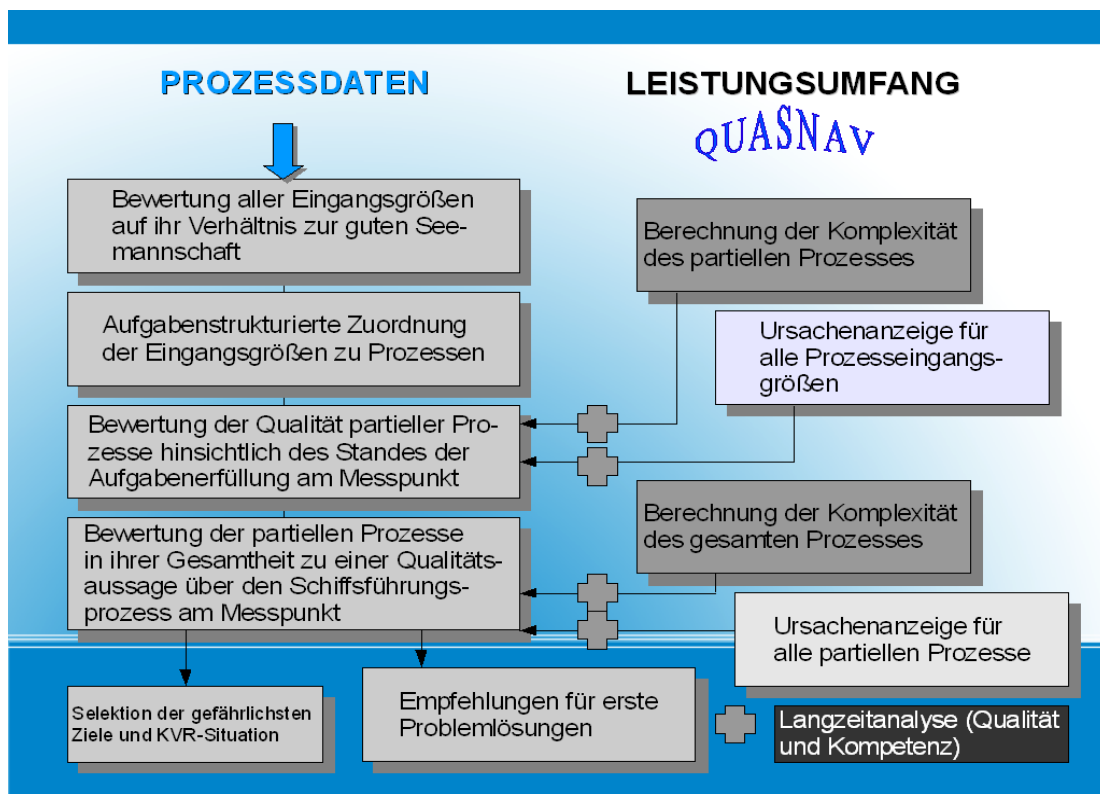 PROZESSDATEN
LEISTUNGSUMFANG
QUASNAV
Bewertung aller Eingangsgrößen
auf ihr Verhältnis zur guten See-
mannschaft
Aufgabenstrukturierte Zuordnung
der Eingangsgrößen zu Prozessen
Bewertung der Qualität partieller Pro-
zesse hinsichtlich des Standes der
Aufgabenerfüllung am Messpunkt
Bewertung der partiellen Prozesse
in ihrer Gesamtheit zu einer Qualitäts-
aussage über den Schiffsführungs-
prozess am Messpunkt
Selektion der gefährlichsten
Ziele und KVR-Situation
Empfehlungen für erste
Problemlösungen
Berechnung der Komplexität
des partiellen Prozesses
Ursachenanzeige für
alle Prozesseingangs-
größen
Berechnung der Komplexität
des gesamten Prozesses
Ursachenanzeige für
alle partiellen Prozesse
Langzeitanalyse (Qualität
und Kompetenz)